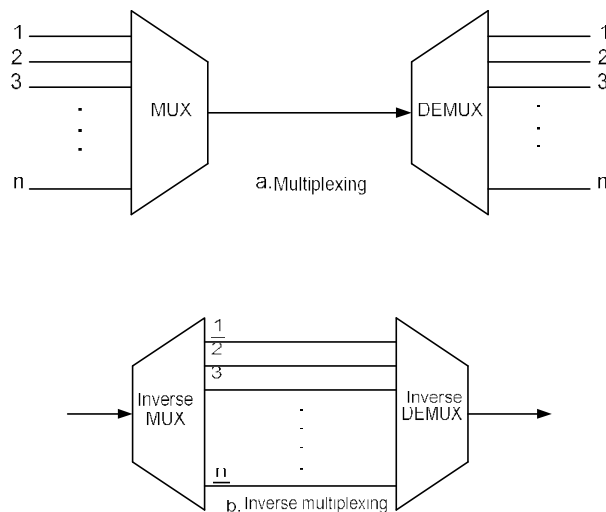 1 1
2 2
3 3
MUX DEMUX
n n
a. Multiplexing
1
2
3
Inverse
MUX
Inverse
DEMUX
n
b. Inverse multiplexing